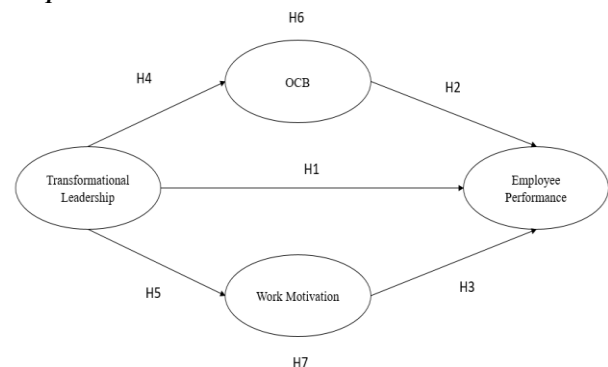 H6
H4
OCB
H2
Transformational
Leadership
H1
Employee
Performance
H5
Work Motivation
H3
H7